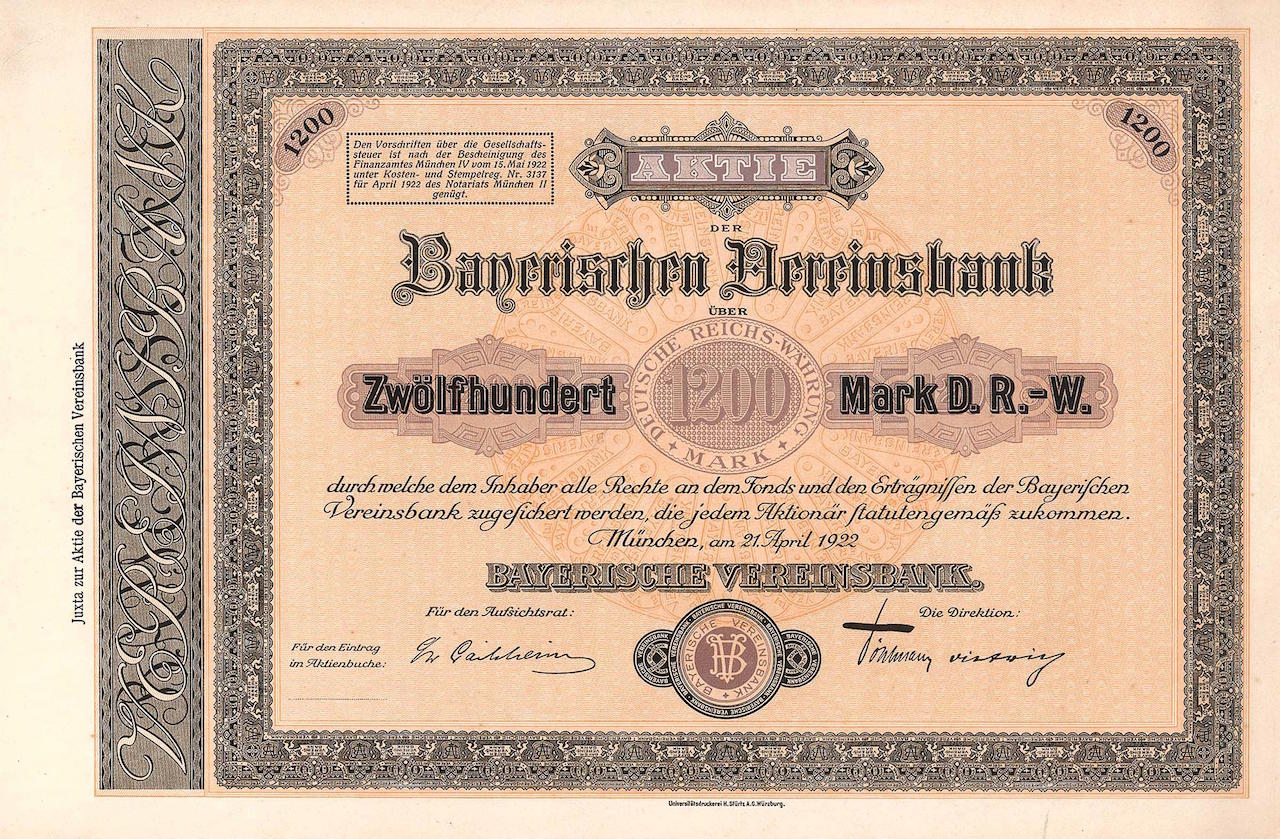 1200
1200
Den Vorschriften über die Gesellschafts-
steuer ist nach der Bescheinigung des
Finanzamtes München IV vom 15. Mai 1922
unter Kosten- und Stempelreg. Nr. 3137
für April 1922 des Notariats München II
genügt.
AKTIE
DER
Bayerischen Vereinsbank
ÜBER
DEUTSCHE REICHS-WÄHRUNG
Zwölfhundert 1200 Mark D. R.-W.
MARK
durch welche dem Inhaber alle Rechte an dem Fonds und den Erträgnissen der Bayerischen
Vereinsbank zugesichert werden, die jedem Aktionär statutengemäß zukommen.
München, am 21. April 1922
BAYERISCHE VEREINSBANK.
Für den Aufsichtsrat:
Die Direktion:
Für den Eintrag
im Aktienbuche:
BAYERISCHE VEREINSBANK
Juxta zur Aktie der Bayerischen Vereinsbank
VEREINSBANK
Universitätsdruckerei H. Stürtz A.G. Würzburg.